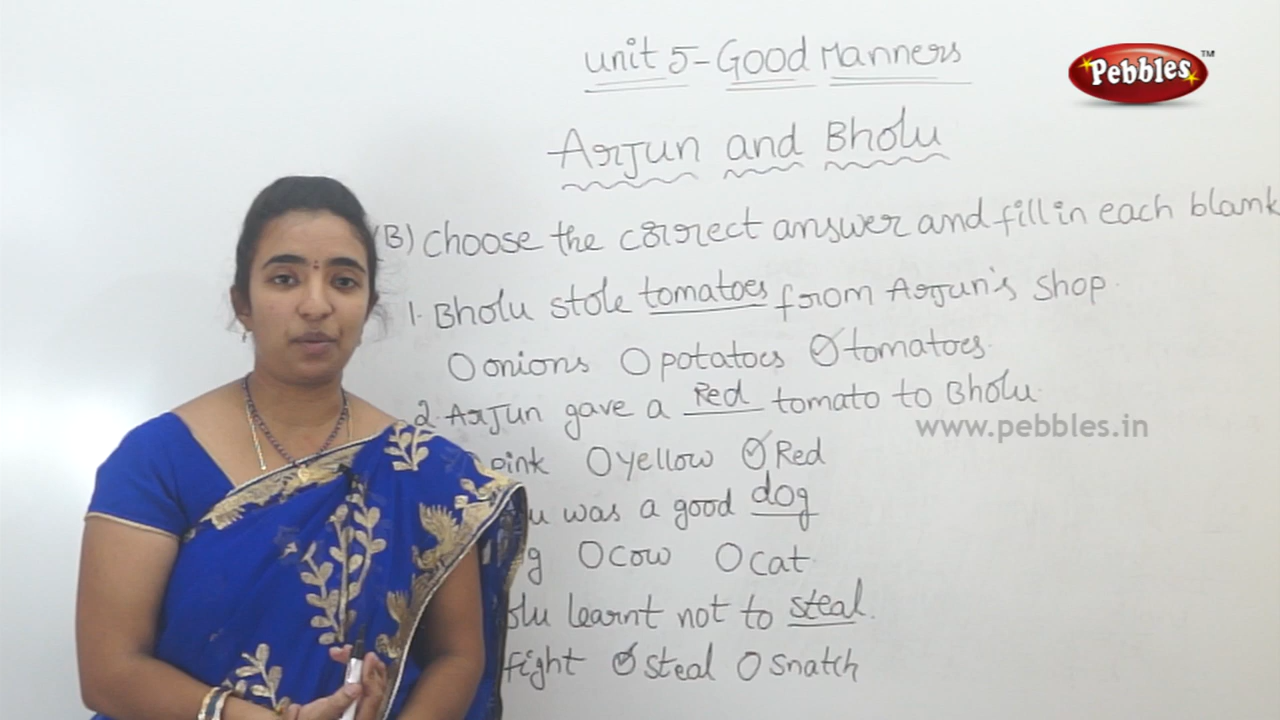 Unit 5-Good Manners
Pebbles™
Arjun and Bholu
(B) Choose the correct answer and fill in each blank
1. Bholu stole tomatoes from Arjun's shop.
onions potatoes tomatoes
2. Arjun gave a Red tomato to Bholu.
www.pebbles.in
pink yellow Red
was a good dog
cow cat
learnt not to steal.
fight steal snatch